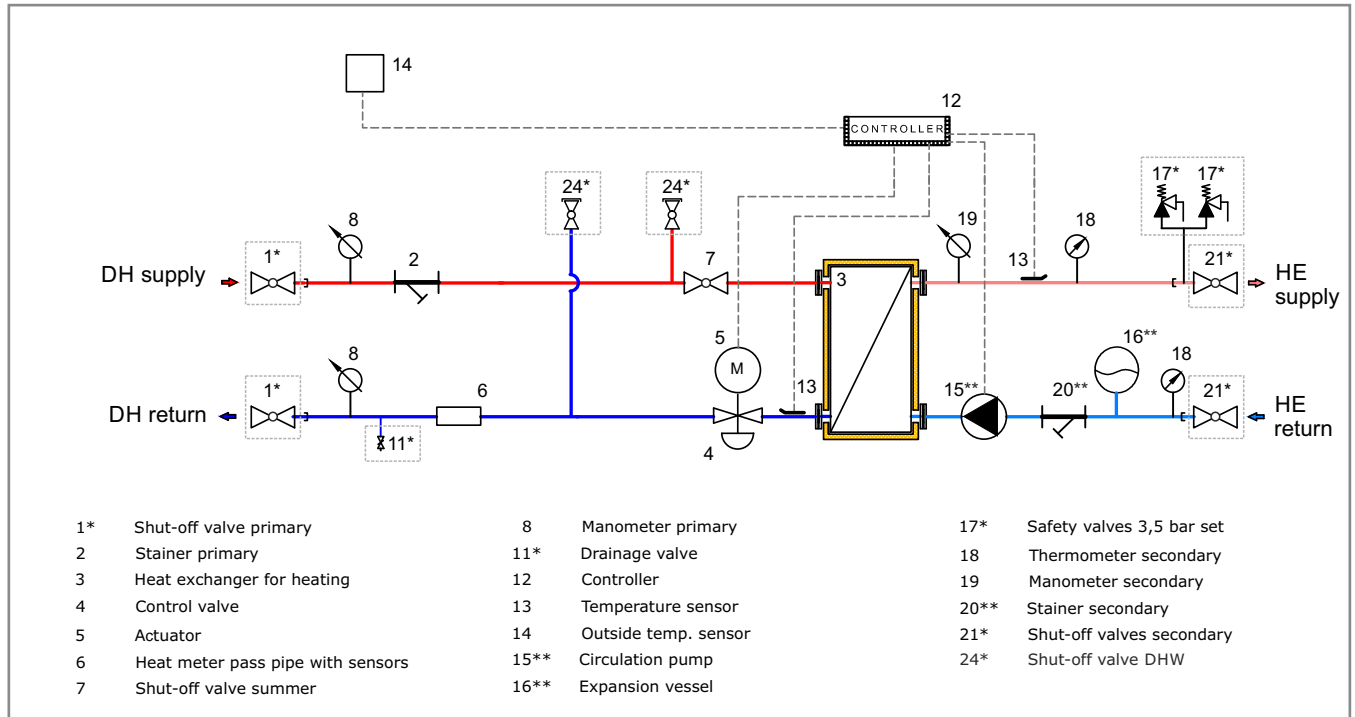 14
12
CONTROLLER
24*
24*
17*
17*
8
19
18
1*
2
7
3
13
21*
DH supply
HE
supply
5
M
16**
8
18
1*
6
13
15**
20**
21*
DH return
HE
return
11*
4
1* Shut-off valve primary
2 Stainer primary
3 Heat exchanger for heating
4 Control valve
5 Actuator
6 Heat meter pass pipe with sensors
7 Shut-off valve summer
8 Manometer primary
11* Drainage valve
12 Controller
13 Temperature sensor
14 Outside temp. sensor
15** Circulation pump
16** Expansion vessel
17* Safety valves 3,5 bar set
18 Thermometer secondary
19 Manometer secondary
20** Stainer secondary
21* Shut-off valves secondary
24* Shut-off valve DHW